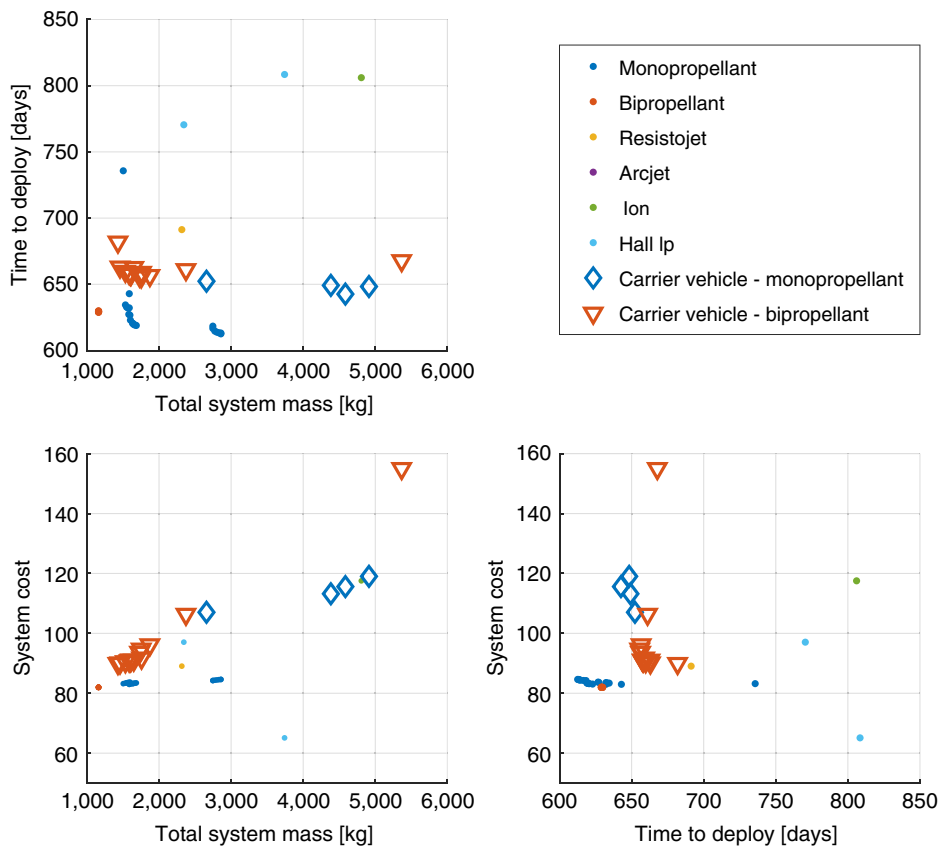 850
800
750
700
650
600
Time to deploy [days]
1,000 2,000 3,000 4,000 5,000 6,000
Total system mass [kg]
Monopropellant
Bipropellant
Resistojet
Arcjet
Ion
Hall lp
Carrier vehicle - monopropellant
Carrier vehicle - bipropellant
160
140
120
100
80
60
System cost
1,000 2,000 3,000 4,000 5,000 6,000
Total system mass [kg]
160
140
120
100
80
60
System cost
600 650 700 750 800 850
Time to deploy [days]